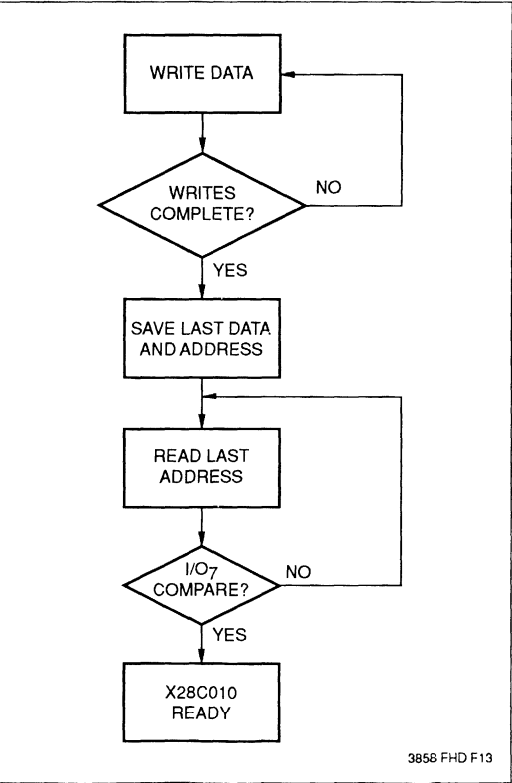 WRITE DATA
WRITES
COMPLETE?
NO
YES
SAVE LAST DATA
AND ADDRESS
READ LAST
ADDRESS
I/O7
COMPARE?
NO
YES
X28C010
READY
3858 FHD F13